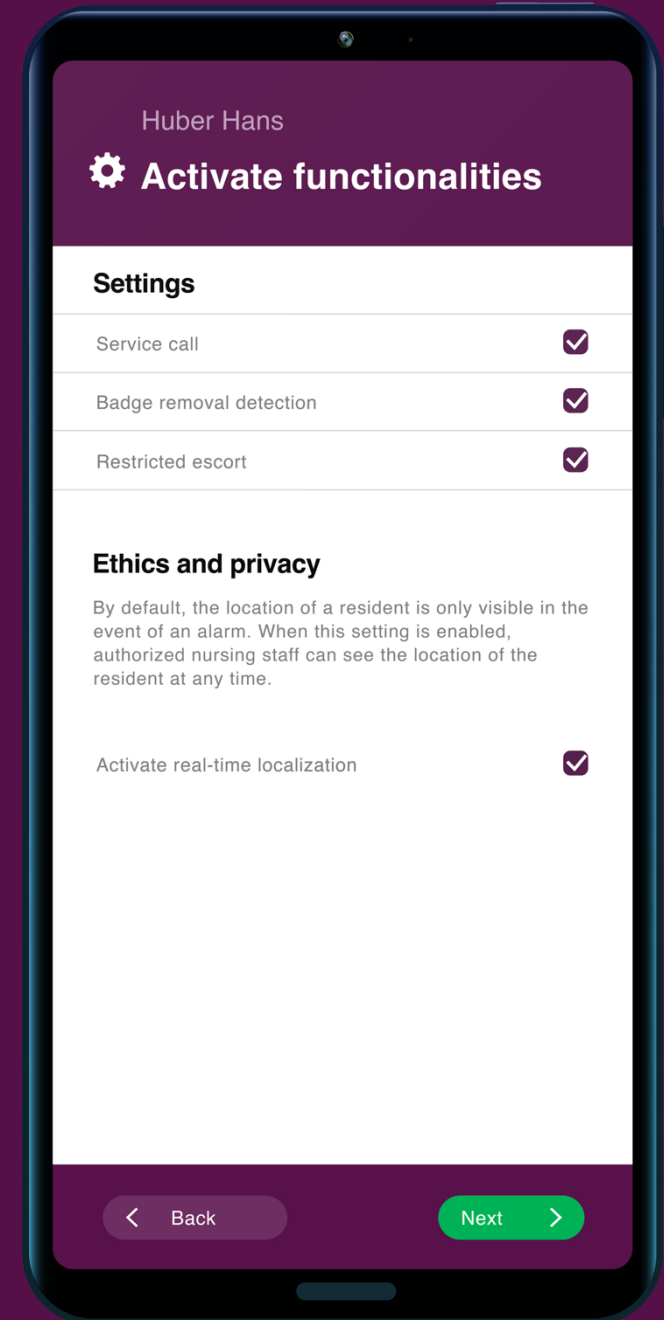 Huber Hans
Activate functionalities
Settings
Service call
Badge removal detection
Restricted escort
Ethics and privacy
By default, the location of a resident is only visible in the
event of an alarm. When this setting is enabled,
authorized nursing staff can see the location of the
resident at any time.
Activate real-time localization
Back
Next